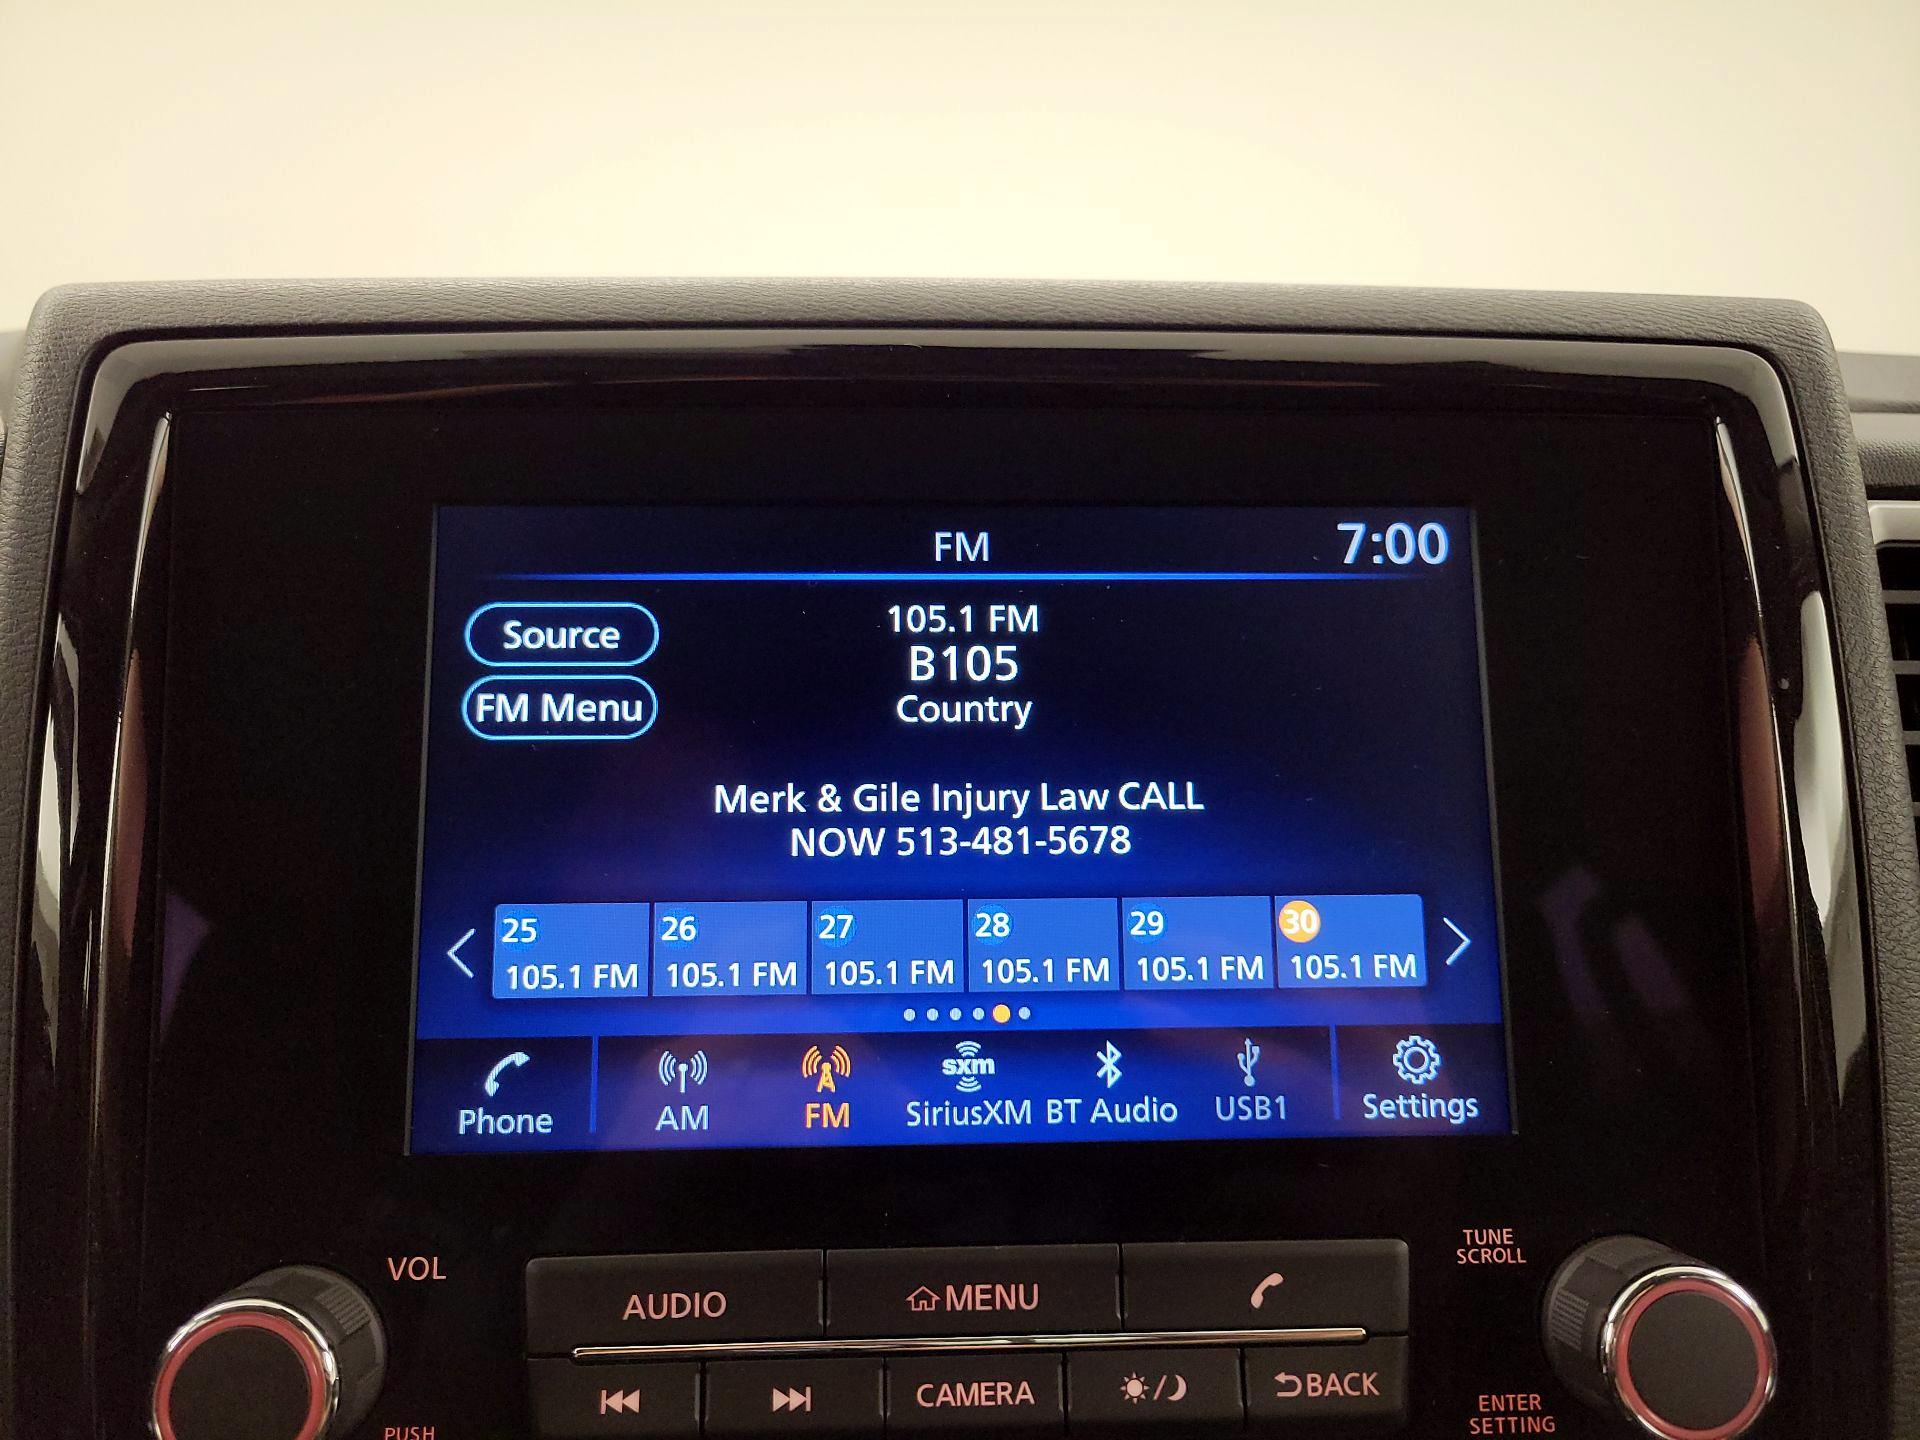 FM 7:00
Source
FM Menu
105.1 FM
B105
Country
Merk & Gile Injury Law CALL
NOW 513-481-5678
25 26 27 28 29 30
105.1 FM 105.1 FM 105.1 FM 105.1 FM 105.1 FM 105.1 FM
sxm
Phone AM FM SiriusXM BT Audio USB1 Settings
VOL
TUNE
SCROLL
AUDIO MENU
CAMERA BACK
PUSH
ENTER
SETTING